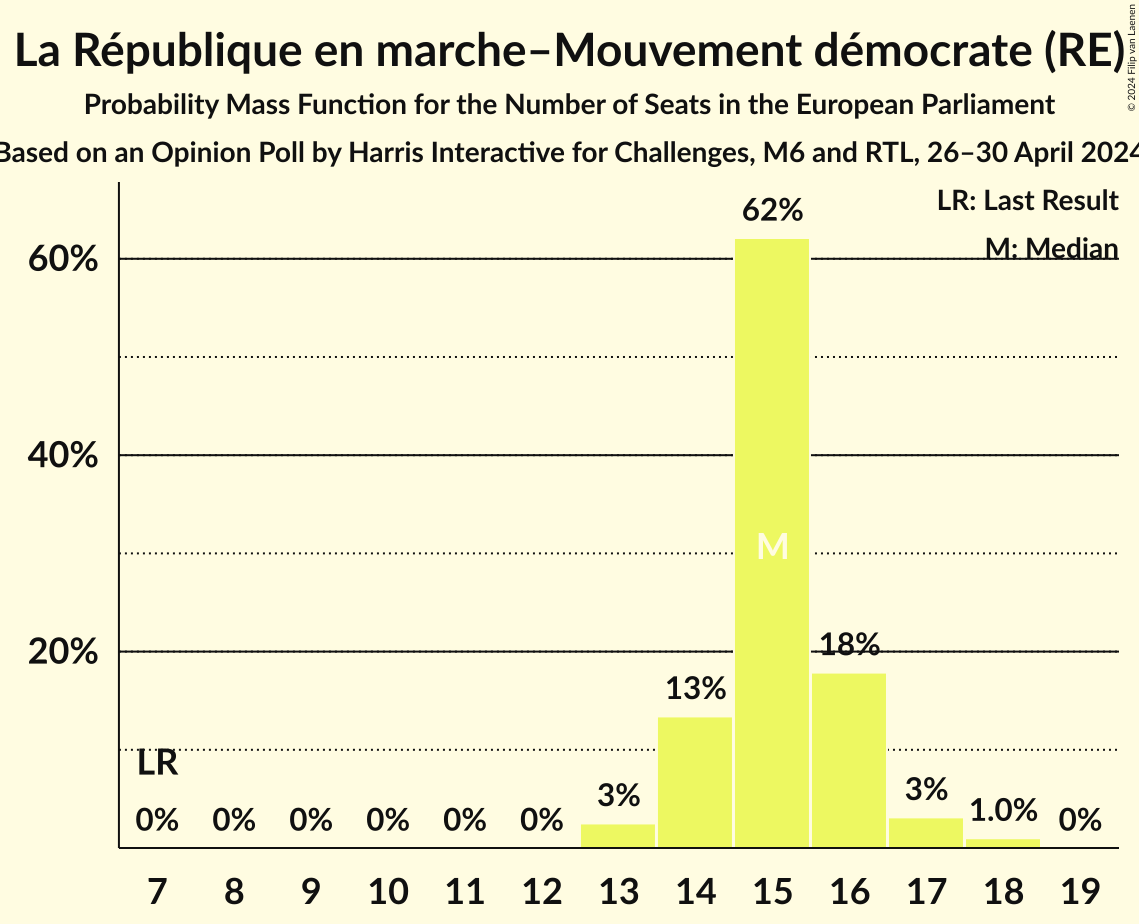 La République en marche–Mouvement démocrate (RE)
© 2024 Filip van Laenen
Probability Mass Function for the Number of Seats in the European Parliament
Based on an Opinion Poll by Harris Interactive for Challenges, M6 and RTL, 26–30 April 2024
LR: Last Result
M: Median
62%
60%
40%
M
20%
18%
13%
LR
3%
3%
1.0%
0% 0% 0% 0% 0% 0% 0%
7 8 9 10 11 12 13 14 15 16 17 18 19